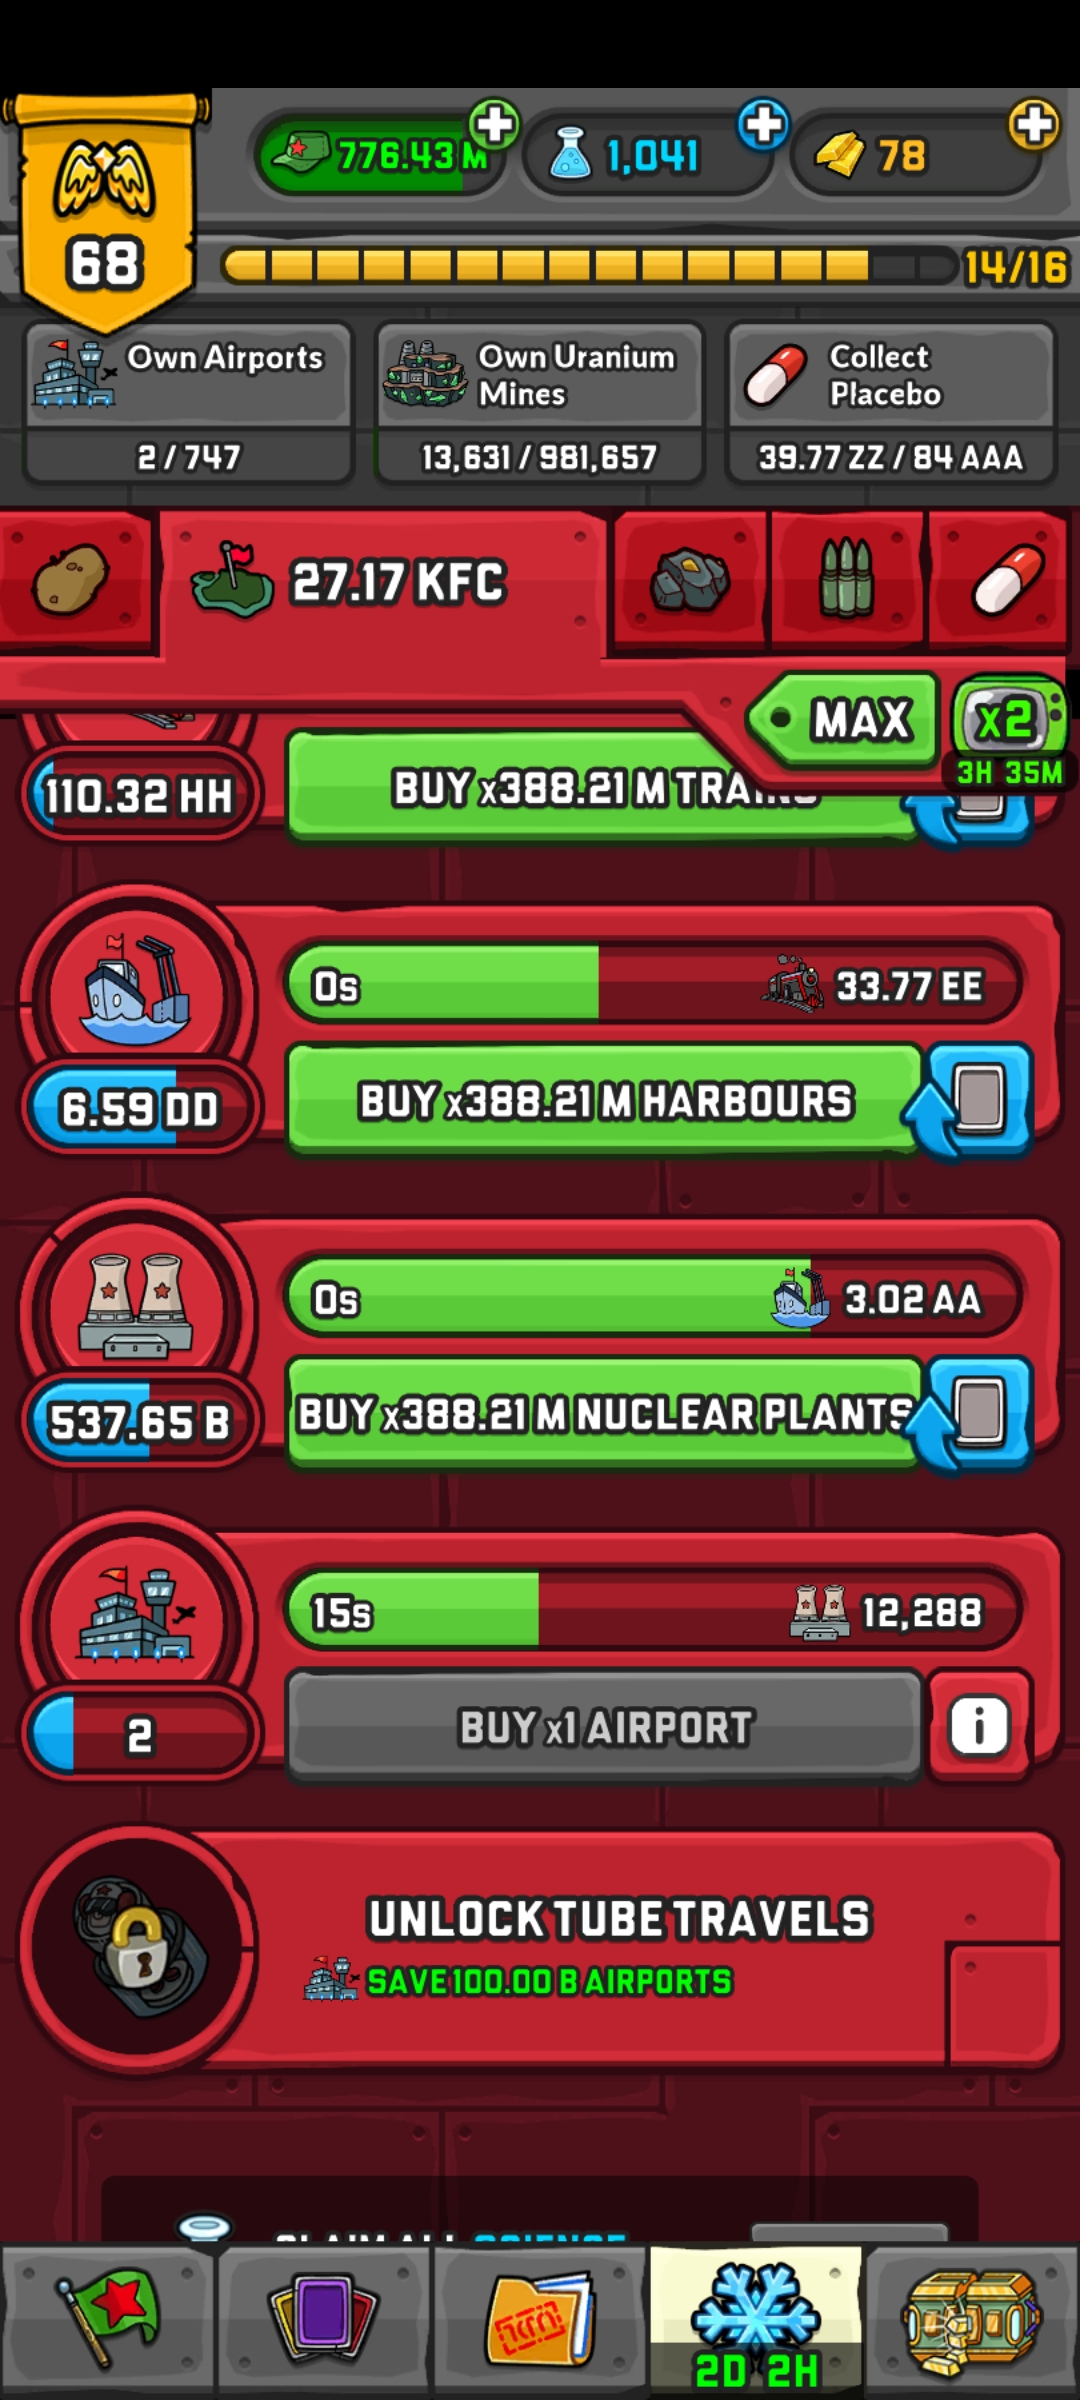 776.43 M
1,041
78
68
14/16
Own Airports
2 / 747
Own Uranium
Mines
13,631 / 981,657
Collect
Placebo
39.77 ZZ / 84 AAA
27.17 KFC
MAX
x2
3H 35M
110.32 HH
BUY x388.21 M TRAINS
0s
33.77 EE
6.59 DD
BUY x388.21 M HARBOURS
0s
3.02 AA
537.65 B
BUY x388.21 M NUCLEAR PLANTS
15s
12,288
2
BUY x1 AIRPORT
i
UNLOCK TUBE TRAVELS
SAVE 100.00 B AIRPORTS
CLAIM ALL SCIENCE
2D 2H